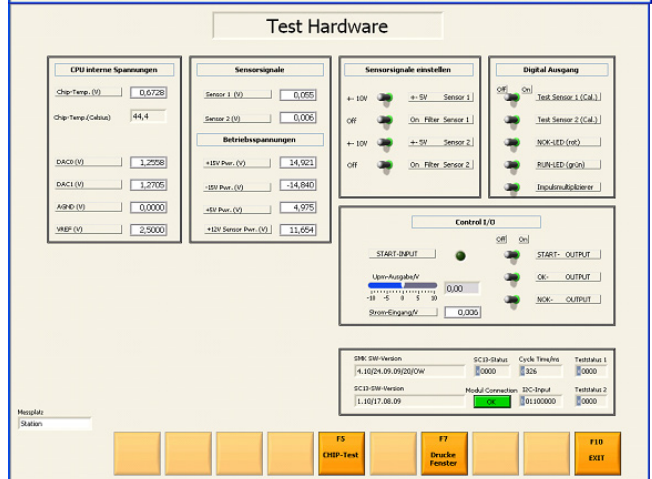 Test Hardware
CPU interne Spannungen
Chip-Temp. (V) 0,6728
Chip-Temp.(Celsius) 44,4
DAC0 (V) 1,2558
DAC1 (V) 1,2705
AGND (V) 0,0000
VREF (V) 2,5000
Sensorsignale
Sensor 1 (V) 0,055
Sensor 2 (V) 0,006
Betriebsspannungen
+15V Pwr. (V) 14,921
-15V Pwr. (V) -14,840
+5V Pwr. (V) 4,975
+12V Sensor Pwr. (V) 11,654
Sensorsignale einstellen
+- 10V +- 5V Sensor 1
Off On Filter Sensor 1
+- 10V +- 5V Sensor 2
Off On Filter Sensor 2
Digital Ausgang
Off On
Test Sensor 1 (Cal.)
Test Sensor 2 (Cal.)
NOK-LED (rot)
RUN-LED (grün)
Impulsmultiplizierer
Control I/O
Off On
START-INPUT START- OUTPUT
Upm-Ausgabe/V 0,00 OK- OUTPUT
-10 -5 0 5 10
Strom-Eingang/V 0,006 NOK- OUTPUT
SMK SW-Version SC13-Status Cycle Time/ms Teststatus 1
4.10/24.09.09/20/OW 0000 326 0000
SC13-SW-Version Modul Connection I2C-Input Teststatus 2
1.10/17.08.09 OK 01100000 0000
Messplatz
Station
F5 CHIP-Test
F7 Drucke Fenster
F10 EXIT